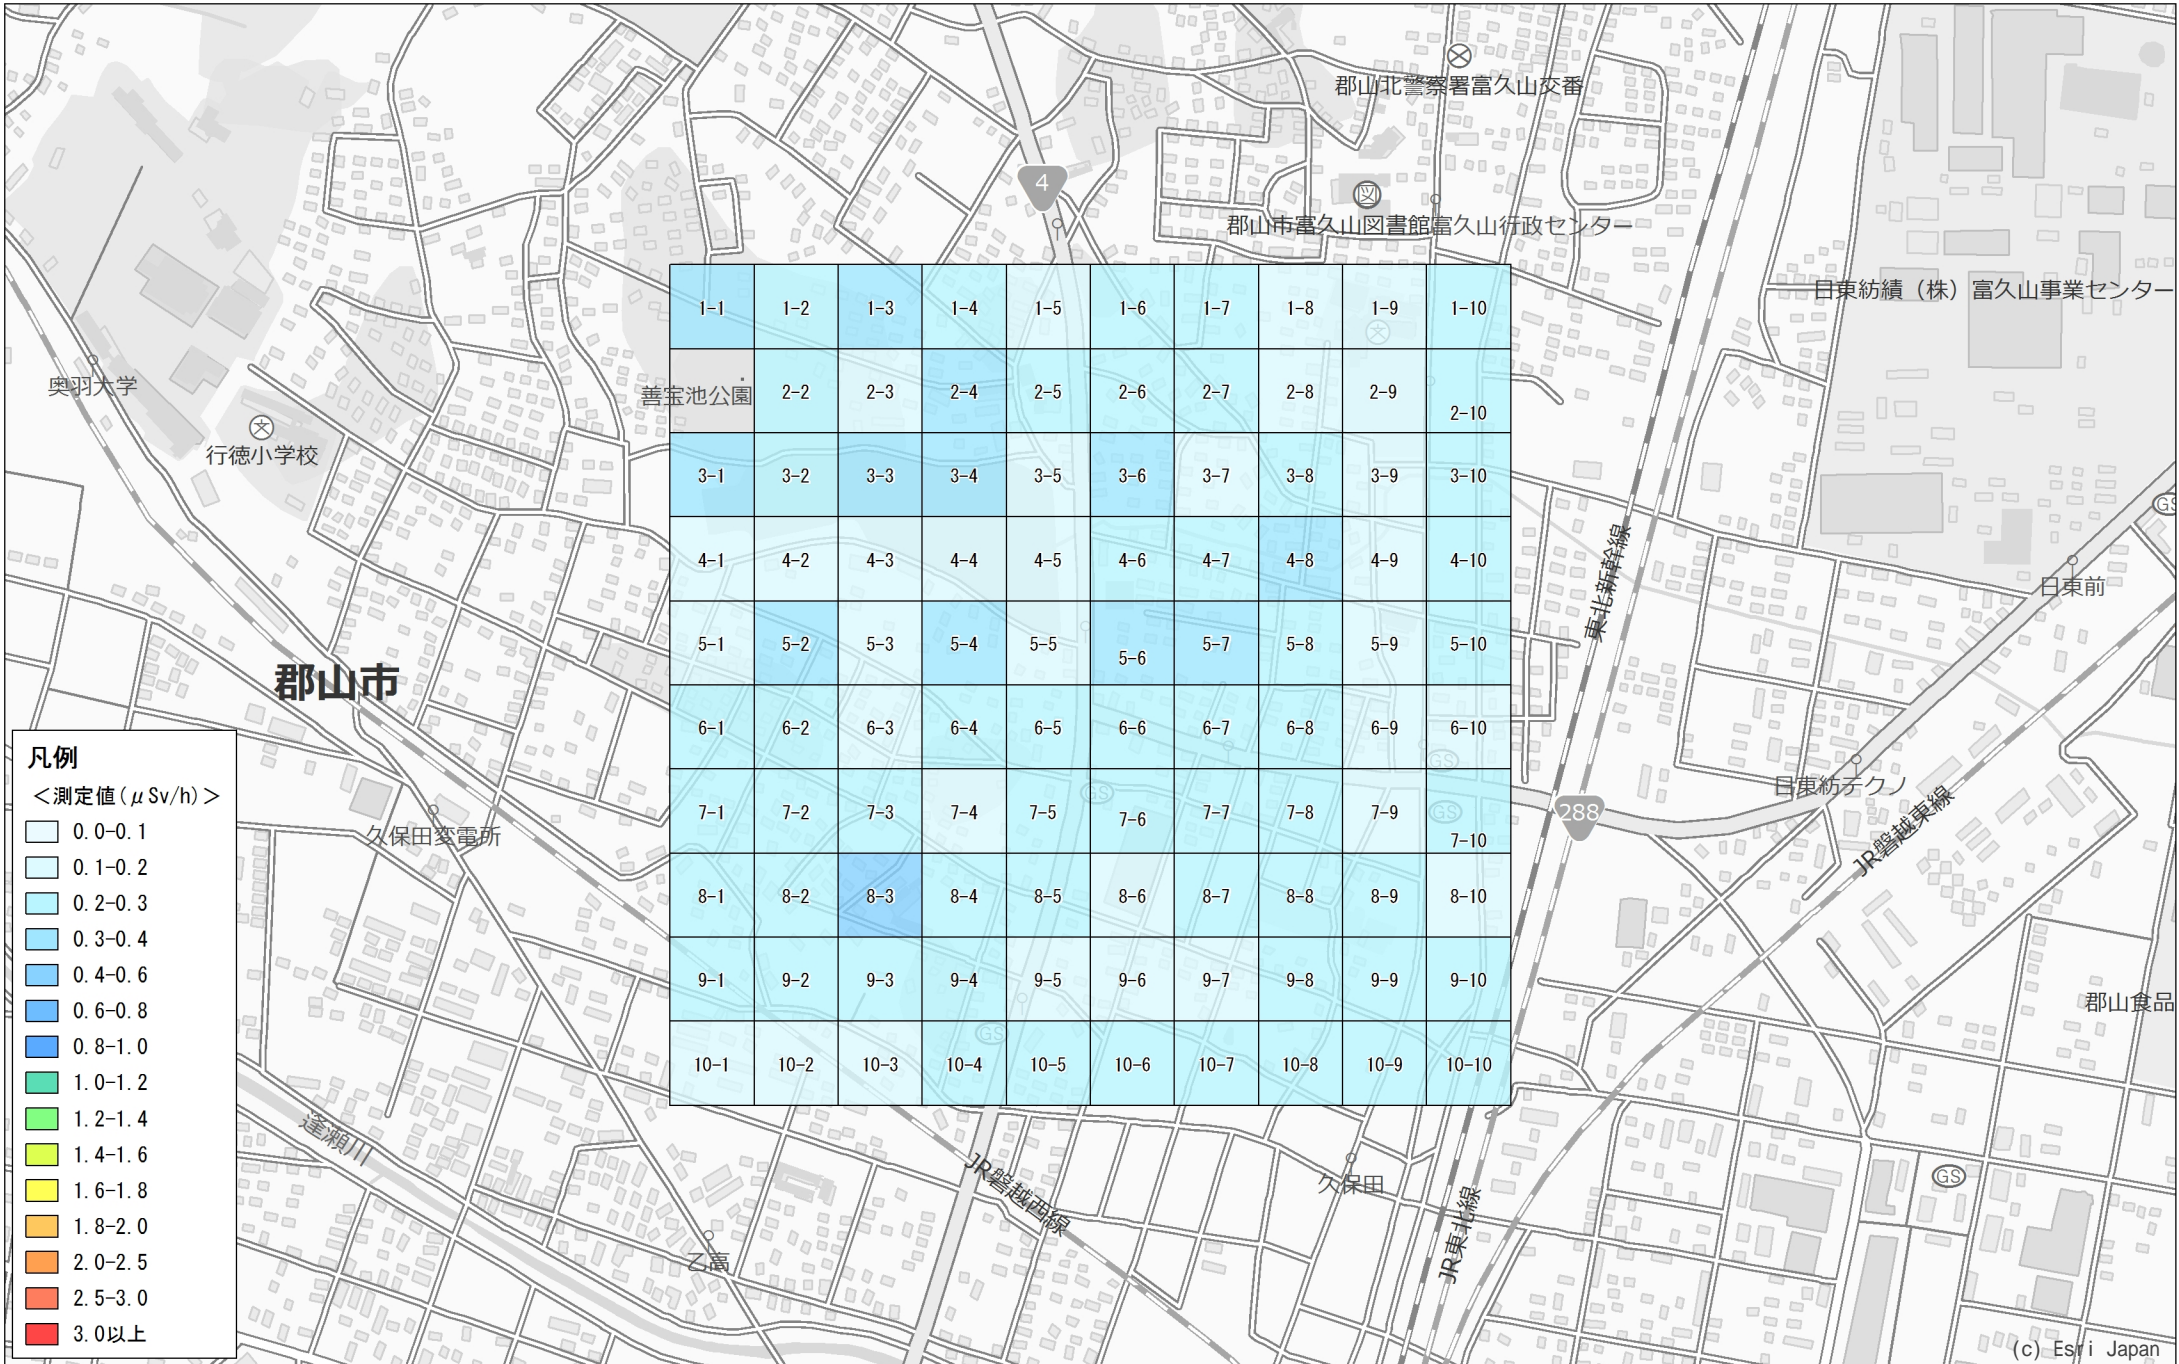 郡山北警察署富久山交番
4
図
郡山市富久山図書館富久山行政センター
日東紡績（株）富久山事業センター
1-1 1-2 1-3 1-4 1-5 1-6 1-7 1-8 1-9 1-10
文
奥羽大学
善宝池公園 2-2 2-3 2-4 2-5 2-6 2-7 2-8 2-9 2-10
文
行徳小学校
3-1 3-2 3-3 3-4 3-5 3-6 3-7 3-8 3-9 3-10
GS
4-1 4-2 4-3 4-4 4-5 4-6 4-7 4-8 4-9 4-10
東北新幹線
日東前
5-1 5-2 5-3 5-4 5-5 5-6 5-7 5-8 5-9 5-10
郡山市
6-1 6-2 6-3 6-4 6-5 6-6 6-7 6-8 6-9 6-10
GS
日東紡テクノ
GS
7-1 7-2 7-3 7-4 7-5 7-6 7-7 7-8 7-9 7-10
GS
288
JR磐越東線
久保田変電所
8-1 8-2 8-3 8-4 8-5 8-6 8-7 8-8 8-9 8-10
9-1 9-2 9-3 9-4 9-5 9-6 9-7 9-8 9-9 9-10
郡山食品
GS
10-1 10-2 10-3 10-4 10-5 10-6 10-7 10-8 10-9 10-10
逢瀬川
JR磐越西線
久保田
GS
JR東北線
乙高
凡例
＜測定値(μSv/h)＞
0.0-0.1
0.1-0.2
0.2-0.3
0.3-0.4
0.4-0.6
0.6-0.8
0.8-1.0
1.0-1.2
1.2-1.4
1.4-1.6
1.6-1.8
1.8-2.0
2.0-2.5
2.5-3.0
3.0以上
(c) Esri Japan